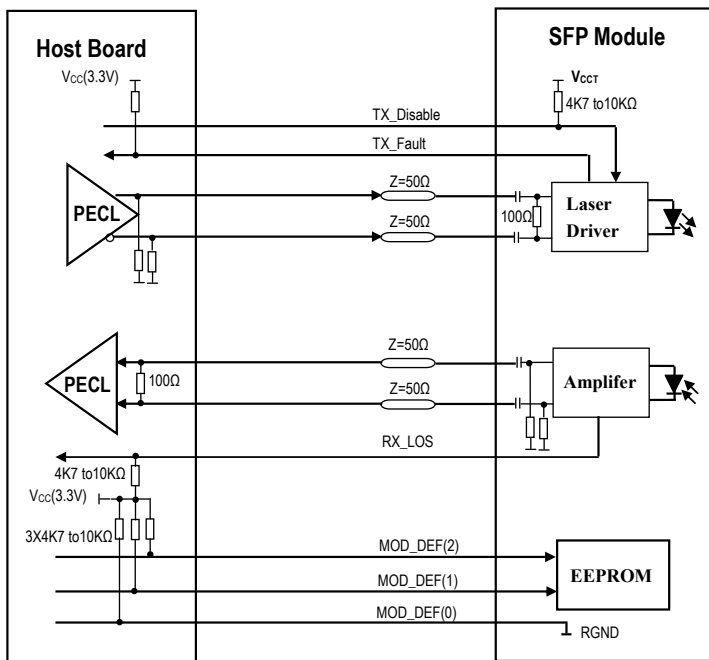 Host Board
SFP Module
VCC(3.3V)
VCCT
4K7 to10KΩ
TX_Disable
TX_Fault
Z=50Ω
PECL
100Ω
Laser
Driver
Z=50Ω
Z=50Ω
PECL
100Ω
Z=50Ω
Amplifer
RX_LOS
4K7 to10KΩ
VCC(3.3V)
3X4K7 to10KΩ
MOD_DEF(2)
EEPROM
MOD_DEF(1)
MOD_DEF(0)
RGND